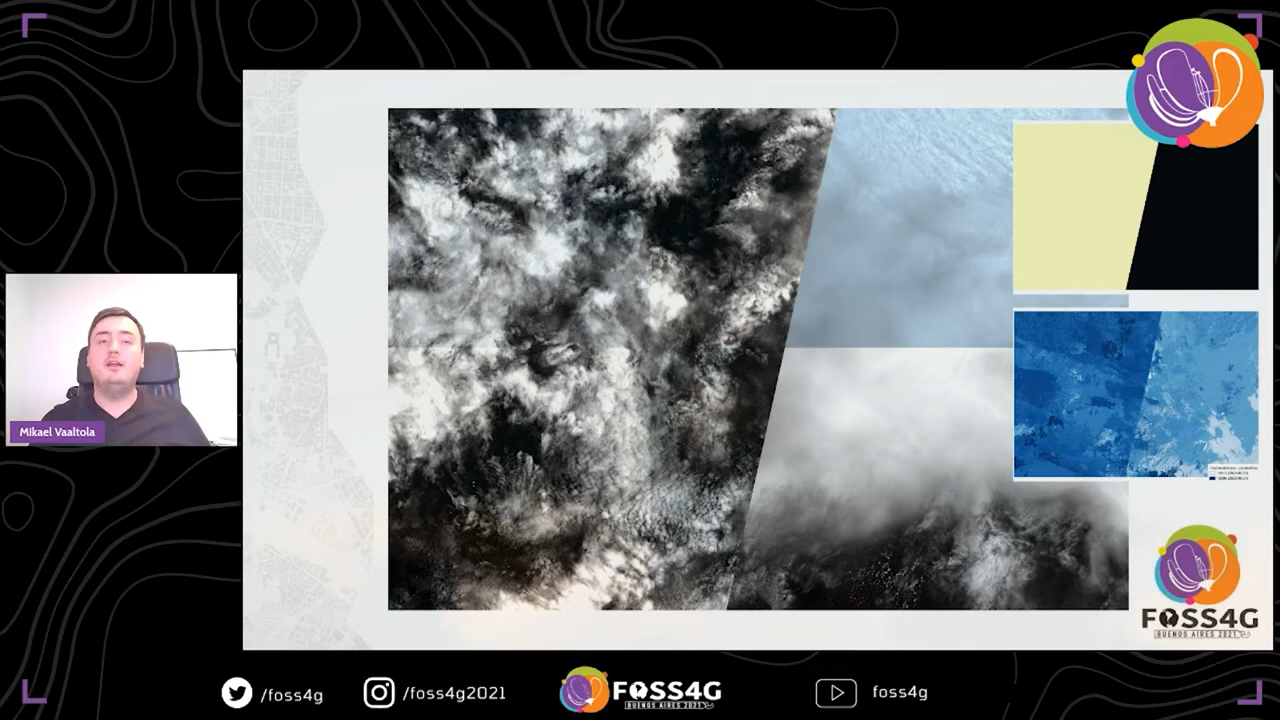 Mikael Vaaltola
FOSS4G
BUENOS AIRES 2021
/foss4g
/foss4g2021
FOSS4G
BUENOS AIRES 2021
foss4g